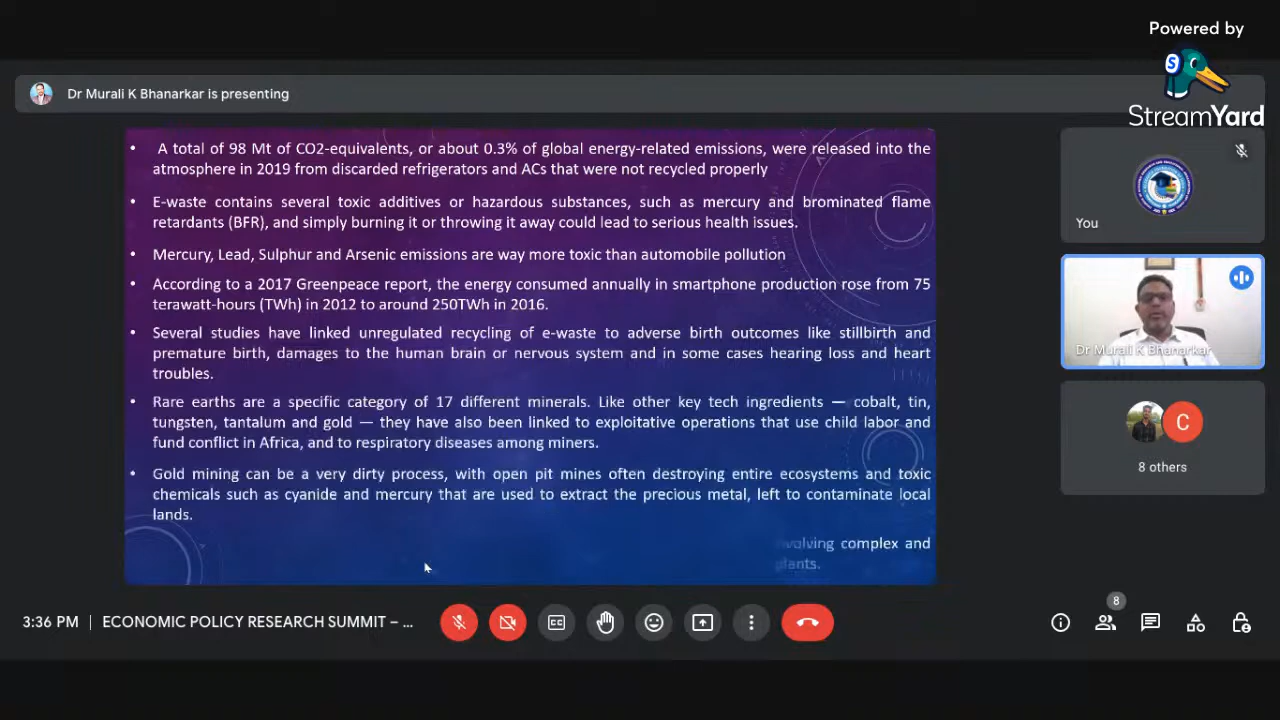 Powered by
StreamYard
Dr Murali K Bhanarkar is presenting
• A total of 98 Mt of CO2-equivalents, or about 0.3% of global energy-related emissions, were released into the
atmosphere in 2019 from discarded refrigerators and ACs that were not recycled properly
• E-waste contains several toxic additives or hazardous substances, such as mercury and brominated flame
retardants (BFR), and simply burning it or throwing it away could lead to serious health issues.
• Mercury, Lead, Sulphur and Arsenic emissions are way more toxic than automobile pollution
• According to a 2017 Greenpeace report, the energy consumed annually in smartphone production rose from 75
terawatt-hours (TWh) in 2012 to around 250TWh in 2016.
• Several studies have linked unregulated recycling of e-waste to adverse birth outcomes like stillbirth and
premature birth, damages to the human brain or nervous system and in some cases hearing loss and heart
troubles.
• Rare earths are a specific category of 17 different minerals. Like other key tech ingredients — cobalt, tin,
tungsten, tantalum and gold — they have also been linked to exploitative operations that use child labor and
fund conflict in Africa, and to respiratory diseases among miners.
• Gold mining can be a very dirty process, with open pit mines often destroying entire ecosystems and toxic
chemicals such as cyanide and mercury that are used to extract the precious metal, left to contaminate local
lands.
complex and
plants.
You
Dr Murali K Bhanarkar
C
8 others
3:36 PM | ECONOMIC POLICY RESEARCH SUMMIT – ...
CC
8